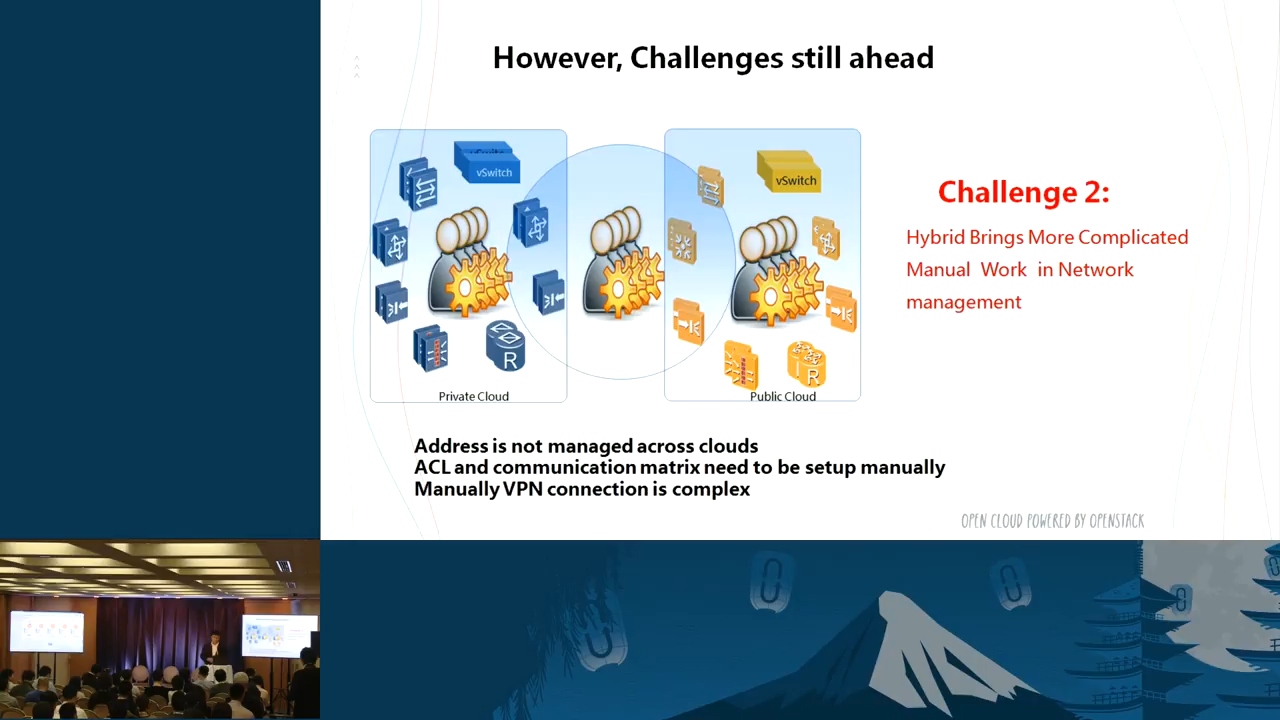 However, Challenges still ahead
vSwitch
vSwitch
vSwitch
R
R
Private Cloud
Public Cloud
Challenge 2:
Hybrid Brings More Complicated
Manual Work in Network
management
Address is not managed across clouds
ACL and communication matrix need to be setup manually
Manually VPN connection is complex
OPEN CLOUD POWERED BY OPENSTACK